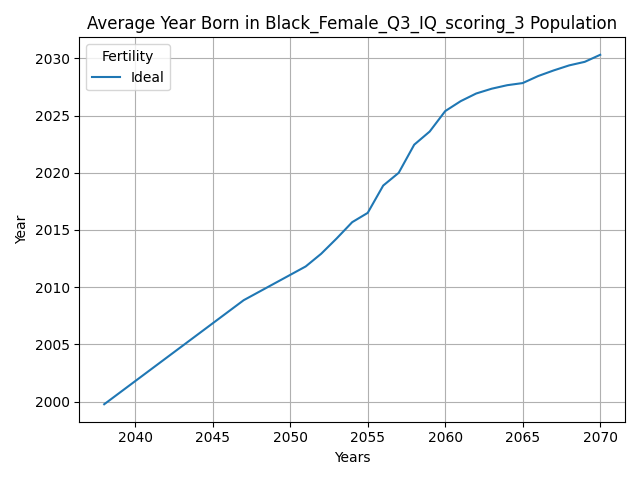 Average Year Born in Black_Female_Q3_IQ_scoring_3 Population
Fertility
Ideal
2030
2025
2020
2015
2010
2005
2000
Year
2040 2045 2050 2055 2060 2065 2070
Years